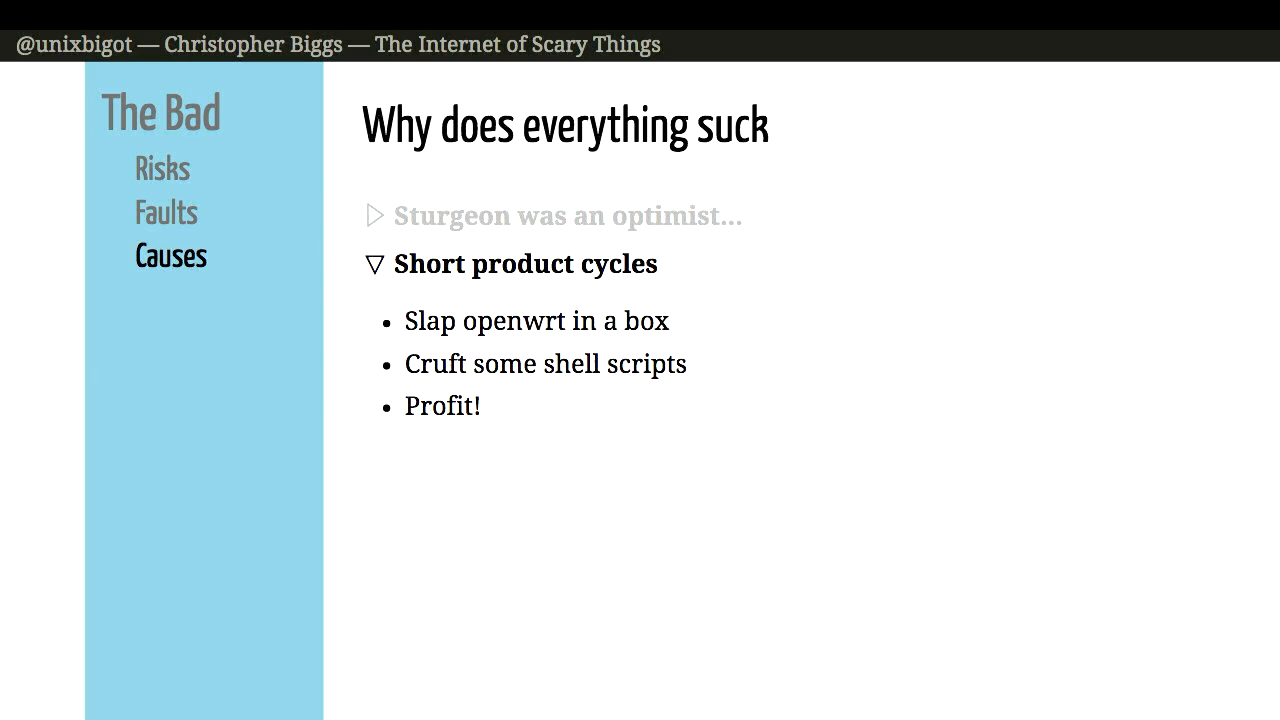 @unixbigot — Christopher Biggs — The Internet of Scary Things
The Bad
Risks
Faults
Causes
Why does everything suck
▷ Sturgeon was an optimist...
▽ Short product cycles
• Slap openwrt in a box
• Cruft some shell scripts
• Profit!